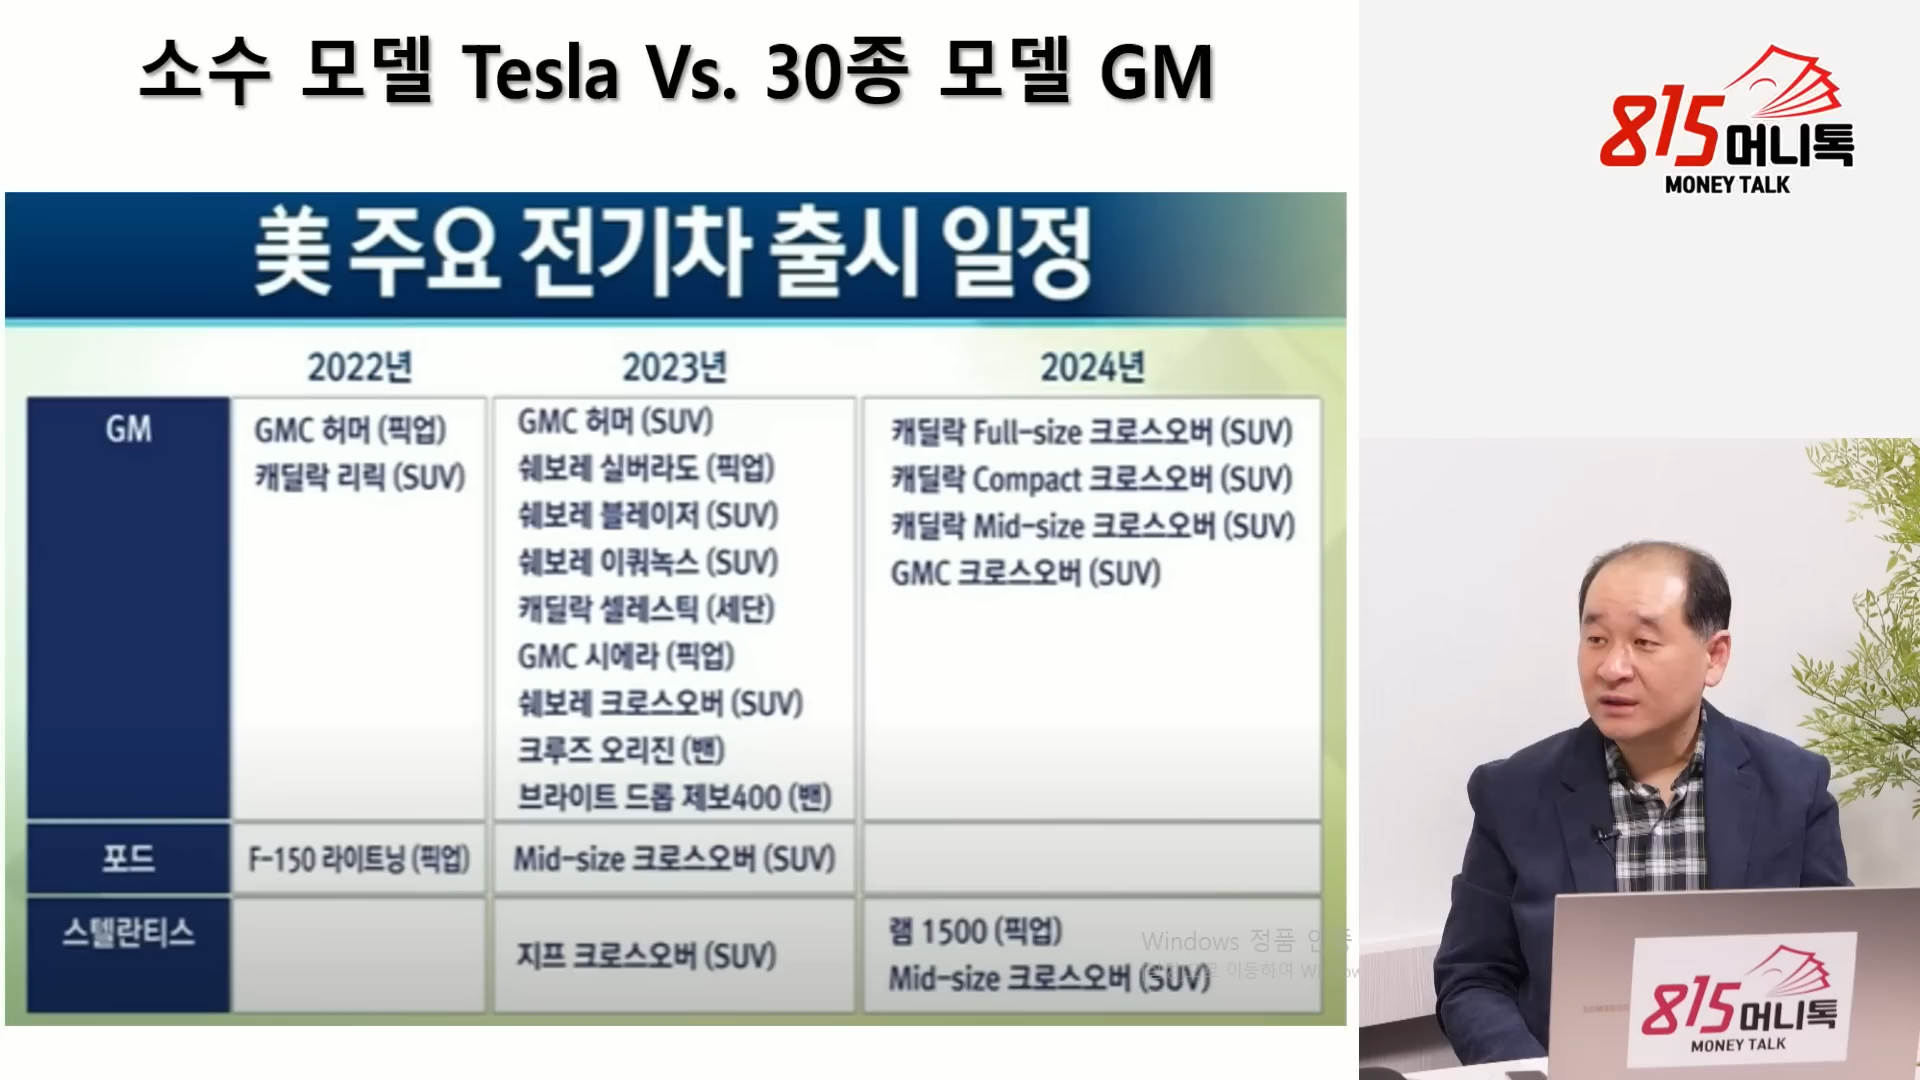 소수 모델 Tesla Vs. 30종 모델 GM
815머니톡
MONEY TALK
美 주요 전기차 출시 일정
2022년
2023년
2024년
GM
GMC 허머 (픽업)
캐딜락 리릭 (SUV)
GMC 허머 (SUV)
쉐보레 실버라도 (픽업)
쉐보레 블레이저 (SUV)
쉐보레 이쿼녹스 (SUV)
캐딜락 셀레스틱 (세단)
GMC 시에라 (픽업)
쉐보레 크로스오버 (SUV)
크루즈 오리진 (밴)
브라이트 드롭 제보400 (밴)
캐딜락 Full-size 크로스오버 (SUV)
캐딜락 Compact 크로스오버 (SUV)
캐딜락 Mid-size 크로스오버 (SUV)
GMC 크로스오버 (SUV)
포드
F-150 라이트닝 (픽업)
Mid-size 크로스오버 (SUV)
스텔란티스
지프 크로스오버 (SUV)
램 1500 (픽업)
Mid-size 크로스오버 (SUV)
Windows 정품 인증
이동하여
SAMSUNG
815머니톡
MONEY TALK